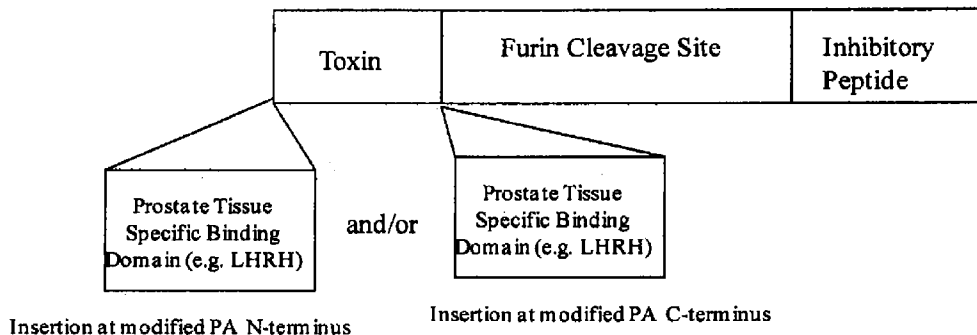 Toxin
Furin Cleavage Site
Inhibitory
Peptide
Prostate Tissue
Specific Binding
Domain (e.g. LHRH)
and/or
Prostate Tissue
Specific Binding
Domain (e.g. LHRH)
Insertion at modified PA N-terminus
Insertion at modified PA C-terminus